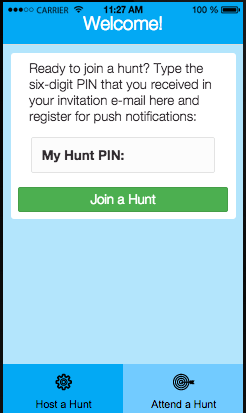 CARRIER 11:27 AM 100 %
Welcome!
Ready to join a hunt? Type the
six-digit PIN that you received in
your invitation e-mail here and
register for push notifications:
My Hunt PIN:
Join a Hunt
Host a Hunt Attend a Hunt